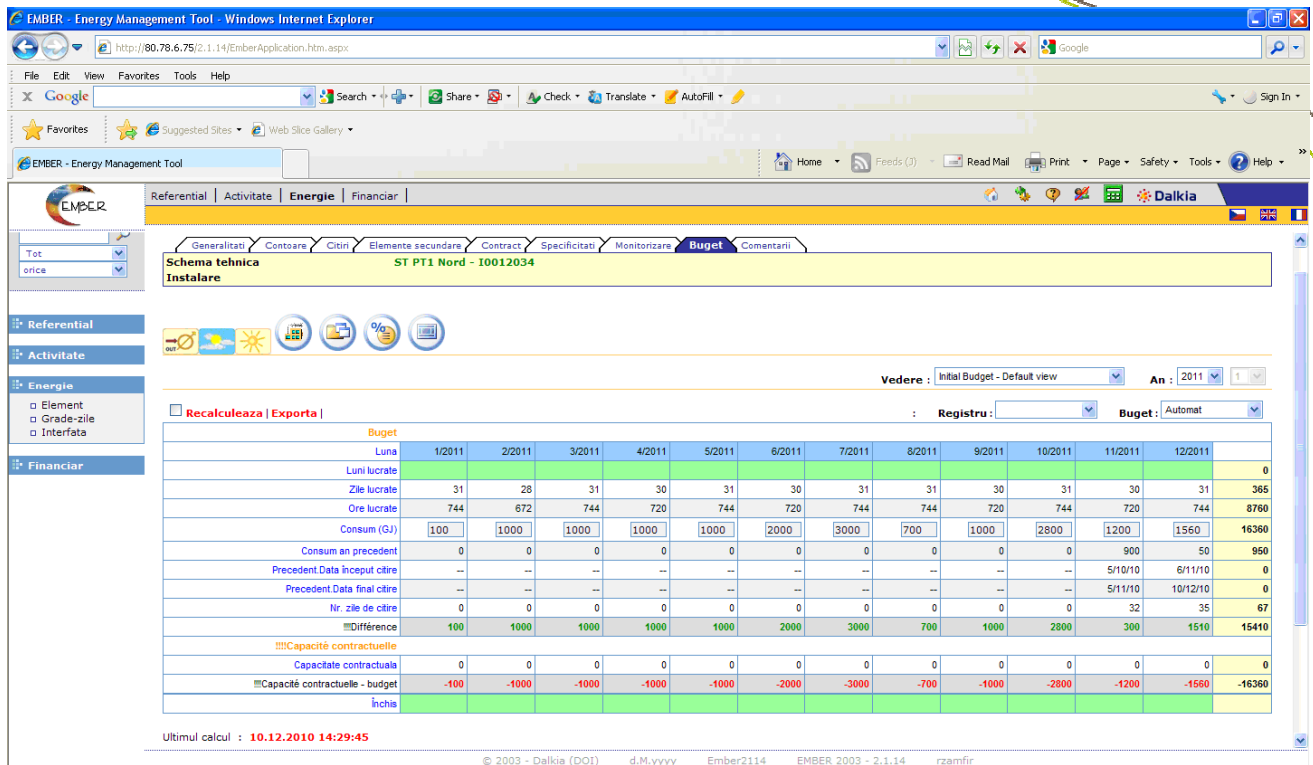 EMBER - Energy Management Tool - Windows Internet Explorer
http://80.78.6.75/2.1.14/EmberApplication.htm.aspx
Google
File Edit View Favorites Tools Help
X Google Search Share Check Translate AutoFill Sign In
Favorites Suggested Sites Web Slice Gallery
EMBER - Energy Management Tool Home Feeds (J) Read Mail Print Page Safety Tools Help »
EMBER Referential | Activitate | Energie | Financiar | Dalkia
Tot
orice
Generalitati Contoare Citiri Elemente secundare Contract Specificitati Monitorizare Buget Comentarii
Schema tehnica ST PT1 Nord - I0012034
Instalare
Referential
Activitate
Energie
Element
Grade-zile
Interfata
Financiar
OUT %
Vedere : Initial Budget - Default view An : 2011 1
Recalculeaza | Exporta | : Registru : Buget : Automat
Buget
Luna 1/2011 2/2011 3/2011 4/2011 5/2011 6/2011 7/2011 8/2011 9/2011 10/2011 11/2011 12/2011
Luni lucrate 0
Zile lucrate 31 28 31 30 31 30 31 31 30 31 30 31 365
Ore lucrate 744 672 744 720 744 720 744 744 720 744 720 744 8760
Consum (GJ) 100 1000 1000 1000 1000 2000 3000 700 1000 2800 1200 1560 16360
Consum an precedent 0 0 0 0 0 0 0 0 0 0 900 50 950
Precedent.Data început citire -- -- -- -- -- -- -- -- -- -- 5/10/10 6/11/10 0
Precedent.Data final citire -- -- -- -- -- -- -- -- -- -- 5/11/10 10/12/10 0
Nr. zile de citire 0 0 0 0 0 0 0 0 0 0 32 35 67
Différence 100 1000 1000 1000 1000 2000 3000 700 1000 2800 300 1510 15410
!!!!Capacité contractuelle
Capacitate contractuala 0 0 0 0 0 0 0 0 0 0 0 0 0
Capacité contractuelle - budget -100 -1000 -1000 -1000 -1000 -2000 -3000 -700 -1000 -2800 -1200 -1560 -16360
Închis
Ultimul calcul : 10.12.2010 14:29:45
© 2003 - Dalkia (DOI) d.M.yyyy Ember2114 EMBER 2003 - 2.1.14 rzamfir